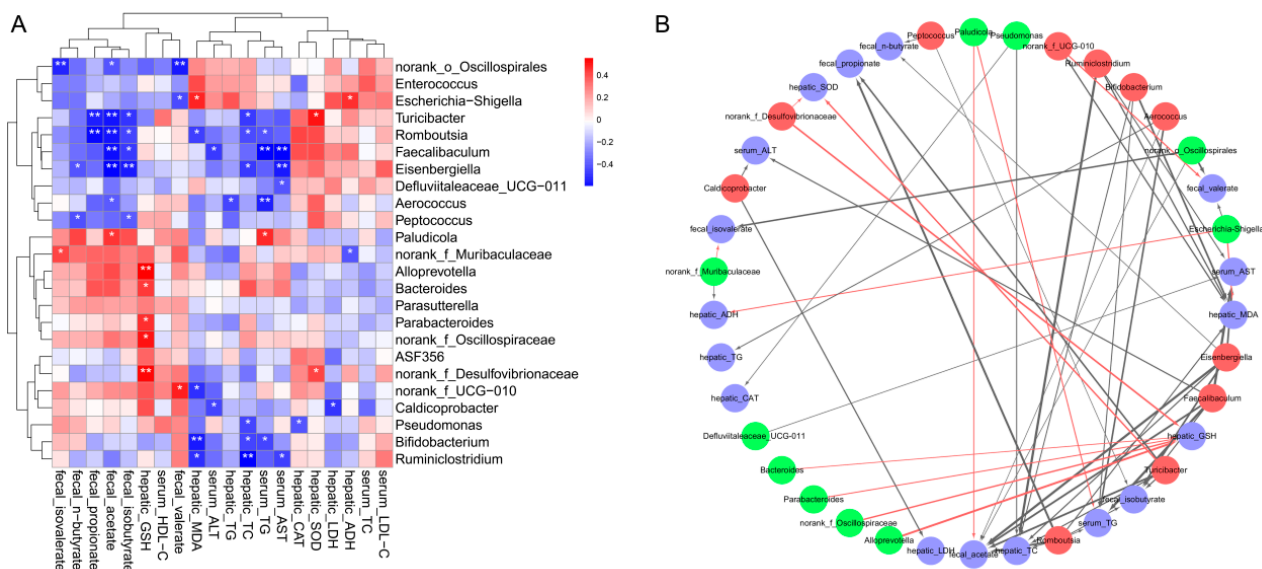 A
B
norank_o_Oscillospirales
Enterococcus
Escherichia-Shigella
Turicibacter
Romboutsia
Faecalibaculum
Eisenbergiella
Defluviitaleaceae_UCG-011
Aerococcus
Peptococcus
Paludicola
norank_f_Muribaculaceae
Alloprevotella
Bacteroides
Parasutterella
Parabacteroides
norank_f_Oscillospiraceae
ASF356
norank_f_Desulfovibrionaceae
norank_f_UCG-010
Caldicoprobacter
Pseudomonas
Bifidobacterium
Ruminiclostridium
0.4
0.2
0
-0.2
-0.4
fecal_isovalerate
fecal_n-butyrate
fecal_propionate
fecal_acetate
fecal_isobutyrate
hepatic_GSH
serum_HDL-C
fecal_valerate
hepatic_MDA
serum_ALT
hepatic_TG
hepatic_TC
serum_TG
serum_AST
hepatic_CAT
hepatic_SOD
hepatic_LDH
hepatic_ADH
serum_TC
serum_LDL-C
Paludicola
Pseudomonas
Peptococcus
norank_f_UCG-010
fecal_n-butyrate
fecal_propionate
Ruminiclostridium
hepatic_SOD
Bifidobacterium
norank_f_Desulfovibrionaceae
Aerococcus
serum_ALT
norank_o_Oscillospirales
Caldicoprobacter
fecal_valerate
fecal_isovalerate
Escherichia-Shigella
norank_f_Muribaculaceae
serum_AST
hepatic_ADH
hepatic_MDA
hepatic_TG
Eisenbergiella
hepatic_CAT
Faecalibaculum
Defluviitaleaceae_UCG-011
hepatic_GSH
Bacteroides
Turicibacter
Parabacteroides
fecal_isobutyrate
norank_f_Oscillospiraceae
serum_TG
Alloprevotella
Romboutsia
hepatic_LDH
fecal_acetate
hepatic_TC